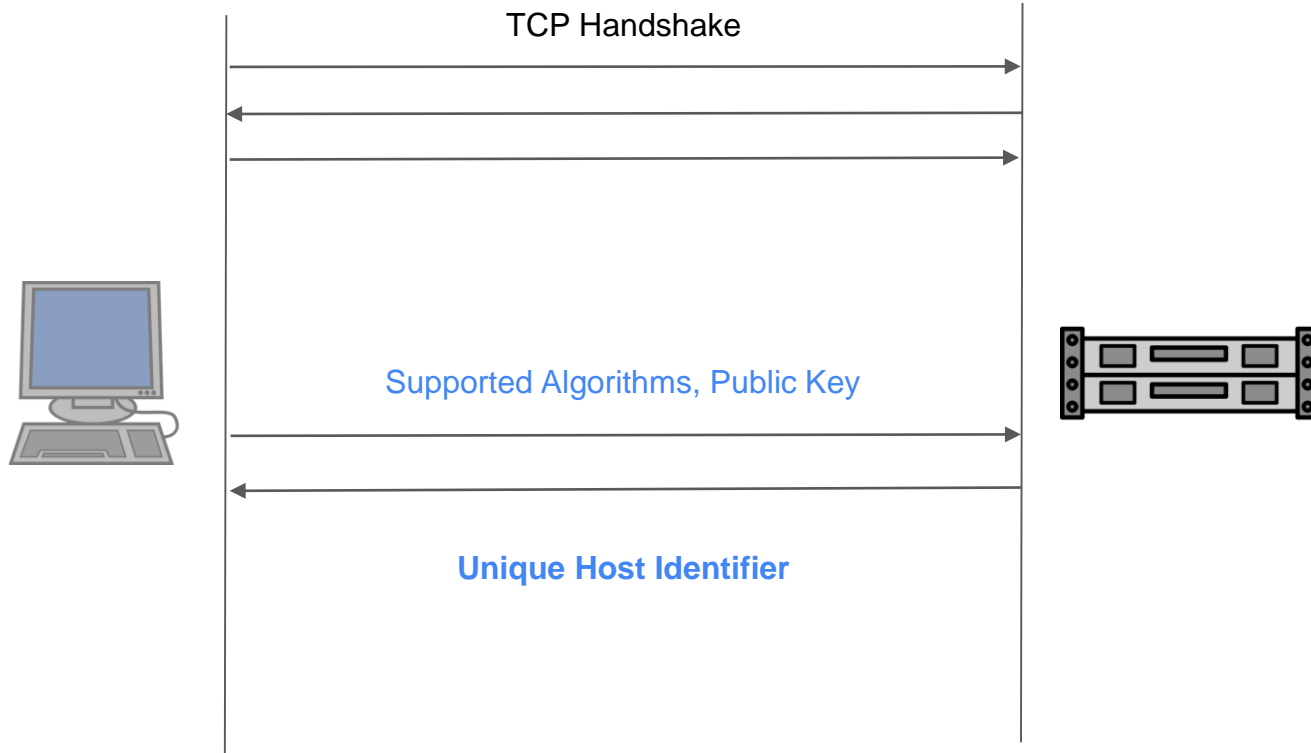 TCP Handshake
Supported Algorithms, Public Key
Unique Host Identifier